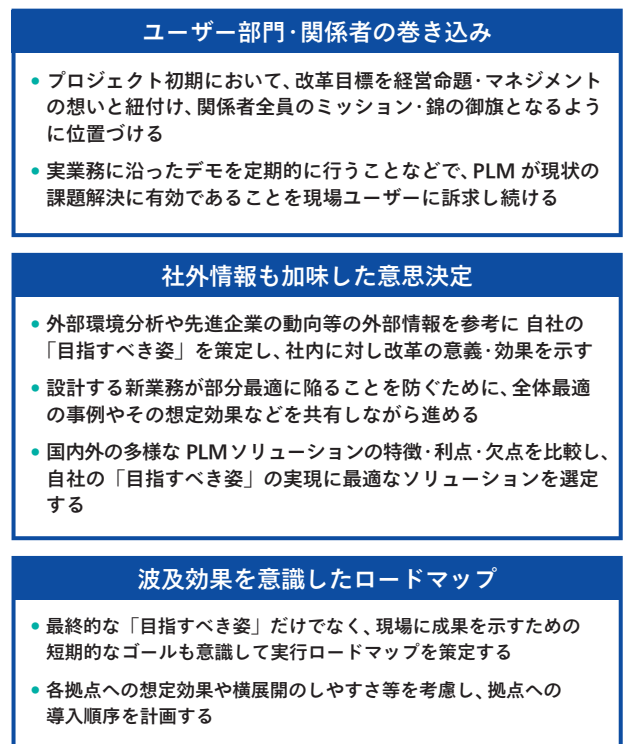 ユーザー部門・関係者の巻き込み
• プロジェクト初期において、改革目標を経営命題・マネジメント
の想いと紐付け、関係者全員のミッション・錦の御旗となるよう
に位置づける
• 実業務に沿ったデモを定期的に行うことなどで、PLM が現状の
課題解決に有効であることを現場ユーザーに訴求し続ける
社外情報も加味した意思決定
• 外部環境分析や先進企業の動向等の外部情報を参考に 自社の
「目指すべき姿」を策定し、社内に対し改革の意義・効果を示す
• 設計する新業務が部分最適に陥ることを防ぐために、全体最適
の事例やその想定効果などを共有しながら進める
• 国内外の多様な PLM ソリューションの特徴・利点・欠点を比較し、
自社の「目指すべき姿」の実現に最適なソリューションを選定
する
波及効果を意識したロードマップ
• 最終的な「目指すべき姿」だけでなく、現場に成果を示すための
短期的なゴールも意識して実行ロードマップを策定する
• 各拠点への想定効果や横展開のしやすさ等を考慮し、拠点への
導入順序を計画する